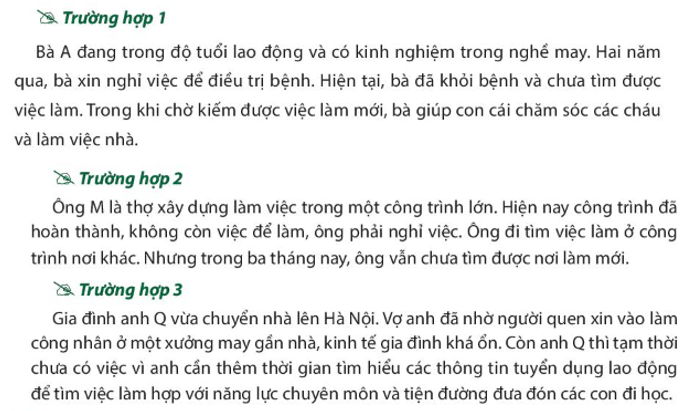 Trường hợp 1
Bà A đang trong độ tuổi lao động và có kinh nghiệm trong nghề may. Hai năm
qua, bà xin nghỉ việc để điều trị bệnh. Hiện tại, bà đã khỏi bệnh và chưa tìm được
việc làm. Trong khi chờ kiếm được việc làm mới, bà giúp con cái chăm sóc các cháu
và làm việc nhà.
Trường hợp 2
Ông M là thợ xây dựng làm việc trong một công trình lớn. Hiện nay công trình đã
hoàn thành, không còn việc để làm, ông phải nghỉ việc. Ông đi tìm việc làm ở công
trình nơi khác. Nhưng trong ba tháng nay, ông vẫn chưa tìm được nơi làm mới.
Trường hợp 3
Gia đình anh Q vừa chuyển nhà lên Hà Nội. Vợ anh đã nhờ người quen xin vào làm
công nhân ở một xưởng may gần nhà, kinh tế gia đình khá ổn. Còn anh Q thì tạm thời
chưa có việc vì anh cần thêm thời gian tìm hiểu các thông tin tuyển dụng lao động
để tìm việc làm hợp với năng lực chuyên môn và tiện đường đưa đón các con đi học.